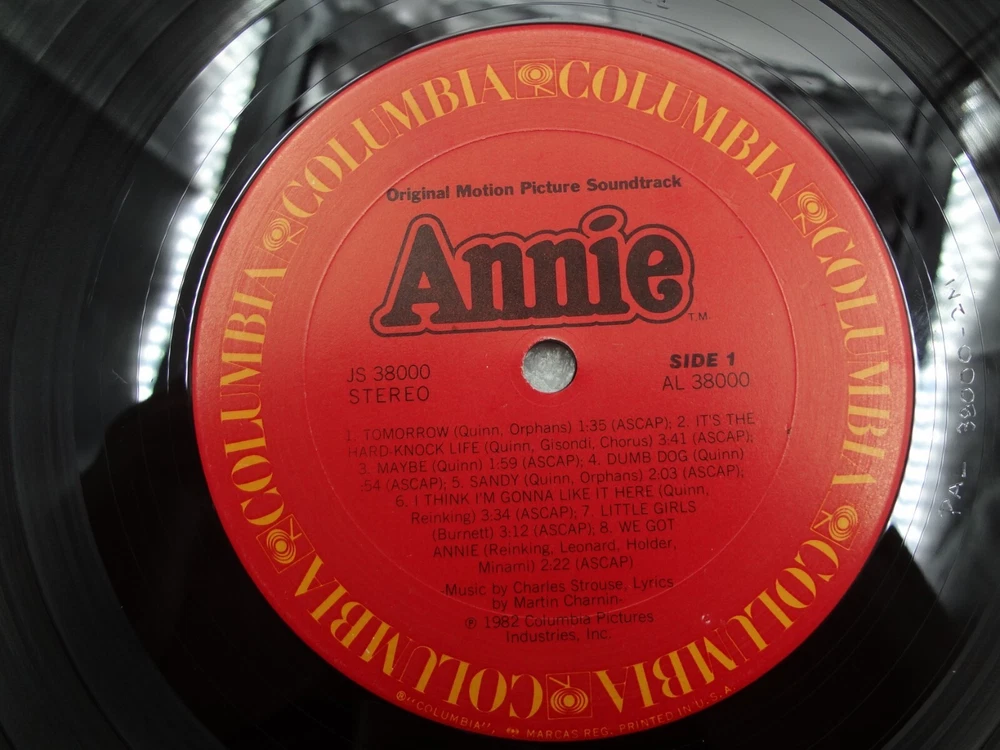 COLUMBIA COLUMBIA COLUMBIA COLUMBIA COLUMBIA COLUMBIA COLUMBIA COLUMBIA
Original Motion Picture Soundtrack
Annie
T.M.
JS 38000
STEREO
SIDE 1
AL 38000
1. TOMORROW (Quinn, Orphans) 1:35 (ASCAP); 2. IT'S THE
HARD-KNOCK LIFE (Quinn, Gisondi, Chorus) 3:41 (ASCAP);
3. MAYBE (Quinn) 1:59 (ASCAP); 4. DUMB DOG (Quinn)
:54 (ASCAP); 5. SANDY (Quinn, Orphans) 2:03 (ASCAP);
6. I THINK I'M GONNA LIKE IT HERE (Quinn,
Reinking) 3:34 (ASCAP); 7. LITTLE GIRLS
(Burnett) 3:12 (ASCAP); 8. WE GOT
ANNIE (Reinking, Leonard, Holder,
Minami) 2:22 (ASCAP)
-Music by Charles Strouse, Lyrics
by Martin Charnin-
℗ 1982 Columbia Pictures
Industries, Inc.
®"COLUMBIA", MARCAS REG. PRINTED IN U.S.A.